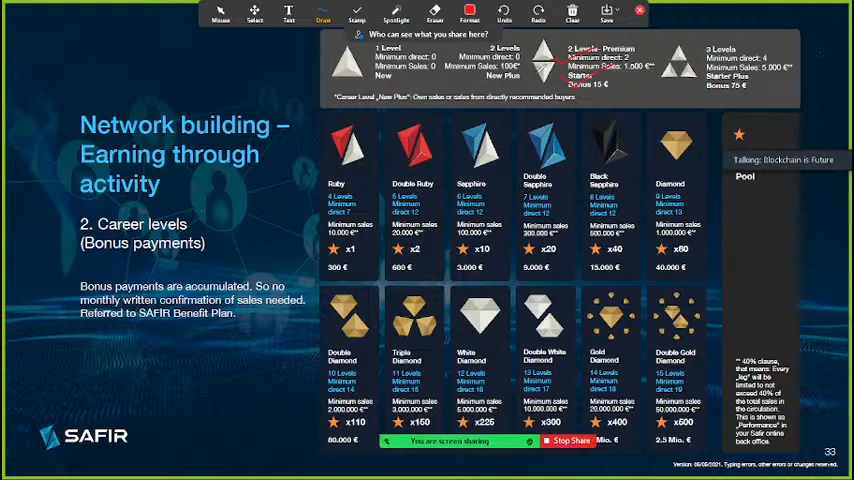 Mouse
Select
Text
Draw
Stamp
Spotlight
Eraser
Format
Undo
Redo
Clear
Save
Who can see what you share here?
1 Level
Minimum direct: 0
Minimum Sales: 0
New
2 Levels
Minimum direct: 0
Minimum Sales: 100€*
New Plus
2 Levels- Premium
Minimum direct: 2
Minimum Sales: 1.500 €**
Starter
Bonus 15 €
3 Levels
Minimum direct: 4
Minimum Sales: 5.000 €**
Starter Plus
Bonus 75 €
*Career Level „New Plus": Own sales or sales from directly recommended
buyers
Network building –
Earning through
activity
2. Career levels
(Bonus payments)
Bonus payments are accumulated. So no
monthly written confirmation of sales needed.
Referred to SAFIR Benefit Plan.
Ruby
4 Levels
Minimum
direct 7
Minimum sales
10.000 €**
x1
300 €
Double Ruby
5 Levels
Minimum
direct 12
Minimum sales
20.000 €**
x2
600 €
Sapphire
6 Levels
Minimum
direct 12
Minimum sales
100.000 €**
x10
3.000 €
Double
Sapphire
7 Levels
Minimum
direct 12
Minimum sales
300.000 €**
x20
9.000 €
Black
Sapphire
8 Levels
Minimum
direct 12
Minimum sales
500.000 €**
x40
15.000 €
Diamond
9 Levels
Minimum
direct 13
Minimum sales
1.000.000 €**
x80
40.000 €
Talking: Blockchain is Future
Pool
Double
Diamond
10 Levels
Minimum
direct 14
Minimum sales
2.000.000 €**
x110
80.000 €
Triple
Diamond
11 Levels
Minimum
direct 15
Minimum sales
3.000.000 €**
x150
White
Diamond
12 Levels
Minimum
direct 16
Minimum sales
5.000.000 €**
x225
Double White
Diamond
13 Levels
Minimum
direct 17
Minimum sales
10.000.000 €**
x300
Gold
Diamond
14 Levels
Minimum
direct 18
Minimum sales
20.000.000 €**
x400
Mio. €
Double Gold
Diamond
15 Levels
Minimum
direct 19
Minimum sales
50.000.000 €**
x500
2.5 Mio. €
** 40% clause,
that means: Every
„leg" will be
limited to not
exceed 40% of
the total sales in
the circulation.
This is shown as
„Performance" in
your Safir online
back office.
SAFIR
You are screen sharing
Stop Share
33
Version: 05/05/2021. Typing errors, other errors or changes reserved.